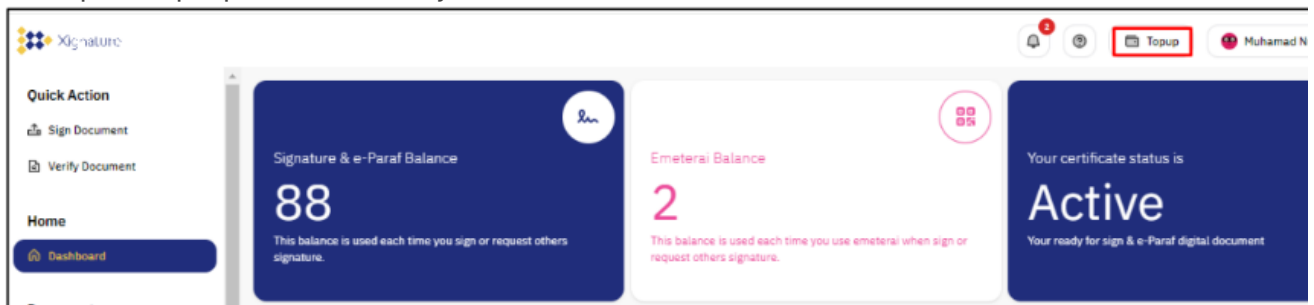 Xignature
2
Topup
Muhamad N
Quick Action
Sign Document
Verify Document
Home
Dashboard
Signature & e-Paraf Balance
88
This balance is used each time you sign or request others
signature.
Emeterai Balance
2
This balance is used each time you use emeterai when sign or
request others signature.
Your certificate status is
Active
Your ready for sign & e-Paraf digital document